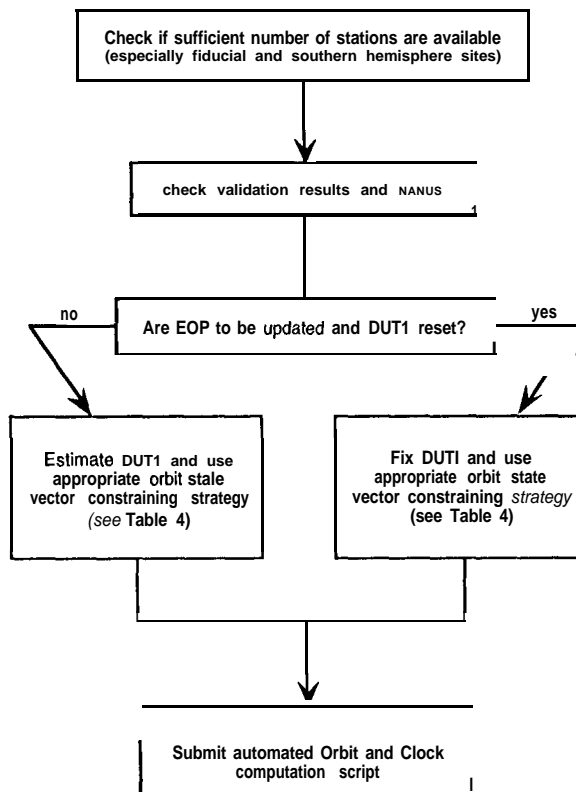 Check if sufficient number of stations are available
(especially fiducial and southern hemisphere sites)
check validation results and NANUS
no
Are EOP to be updated and DUT1 reset?
yes
Estimate DUT1 and use
appropriate orbit stale
vector constraining strategy
(see Table 4)
Fix DUTI and use
appropriate orbit state
vector constraining strategy
(see Table 4)
Submit automated Orbit and Clock
computation script